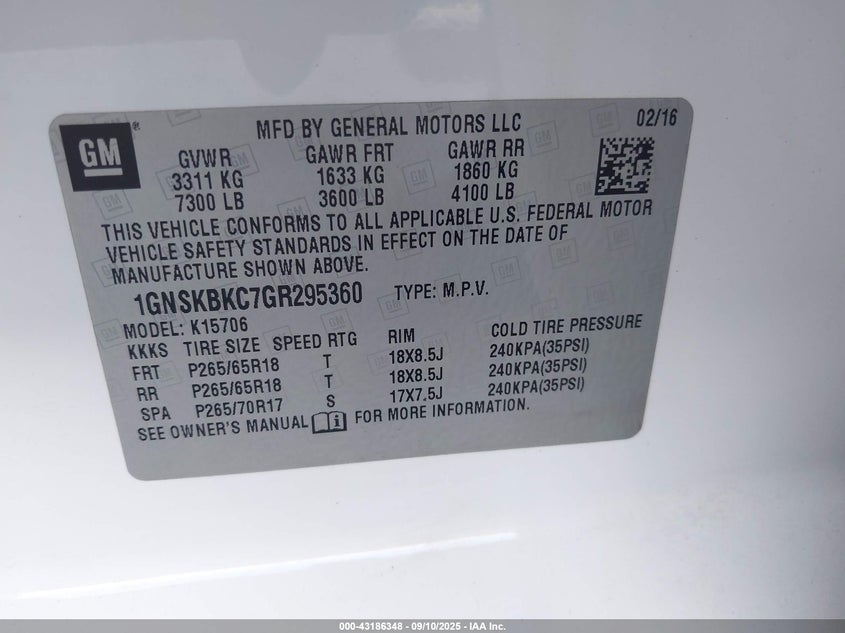 GM ®
MFD BY GENERAL MOTORS LLC 02/16
GVWR GAWR FRT GAWR RR
3311 KG 1633 KG 1860 KG
7300 LB 3600 LB 4100 LB
THIS VEHICLE CONFORMS TO ALL APPLICABLE U.S. FEDERAL MOTOR
VEHICLE SAFETY STANDARDS IN EFFECT ON THE DATE OF
MANUFACTURE SHOWN ABOVE.
1GNSKBKC7GR295360 TYPE: M.P.V.
MODEL: K15706
KKKS TIRE SIZE SPEED RTG RIM COLD TIRE PRESSURE
FRT P265/65R18 T 18X8.5J 240KPA(35PSI)
RR P265/65R18 T 18X8.5J 240KPA(35PSI)
SPA P265/70R17 S 17X7.5J 240KPA(35PSI)
SEE OWNER'S MANUAL FOR MORE INFORMATION.
000-43186348 - 09/10/2025 - IAA Inc.